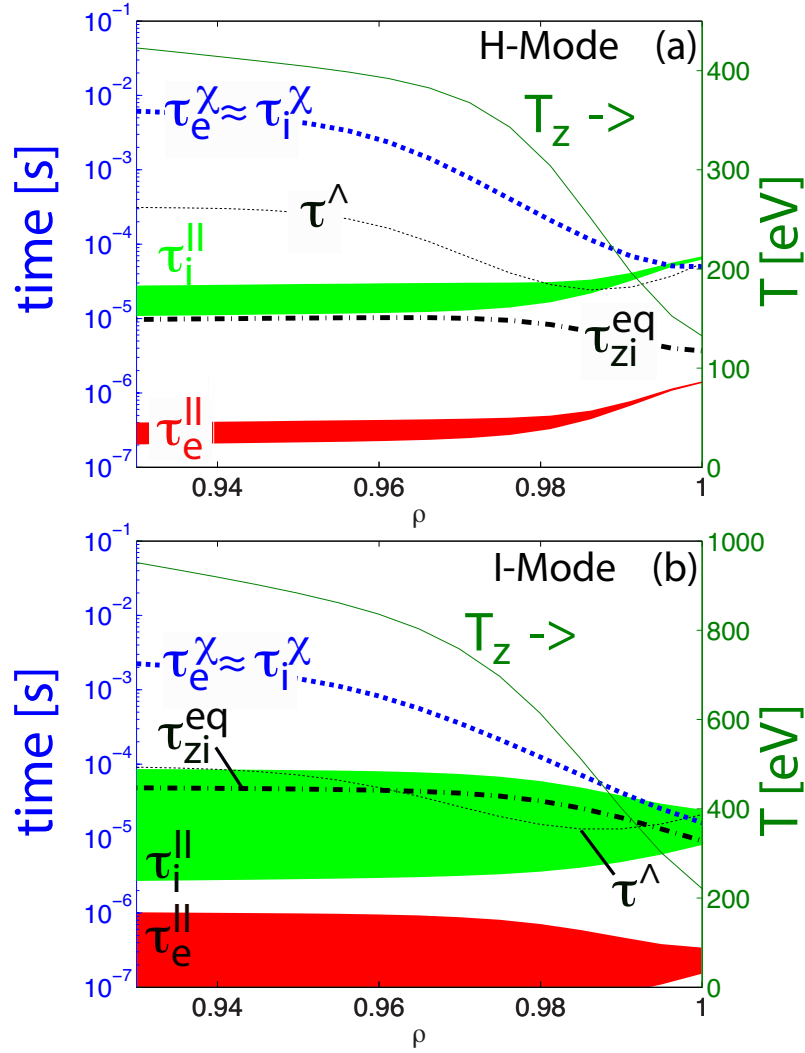 H-Mode (a)
10⁻¹
10⁻²
10⁻³
10⁻⁴
10⁻⁵
10⁻⁶
10⁻⁷
time [s]
τₑ^χ ≈ τᵢ^χ
T_z ->
τ^^
τᵢ^||
τ_zi^eq
τₑ^||
400
300
200
100
0
T [eV]
0.94 0.96 0.98 1
ρ
I-Mode (b)
10⁻¹
10⁻²
10⁻³
10⁻⁴
10⁻⁵
10⁻⁶
10⁻⁷
time [s]
T_z ->
τₑ^χ ≈ τᵢ^χ
τ_zi^eq
τᵢ^||
τ^^
τₑ^||
1000
800
600
400
200
0
T [eV]
0.94 0.96 0.98 1
ρ